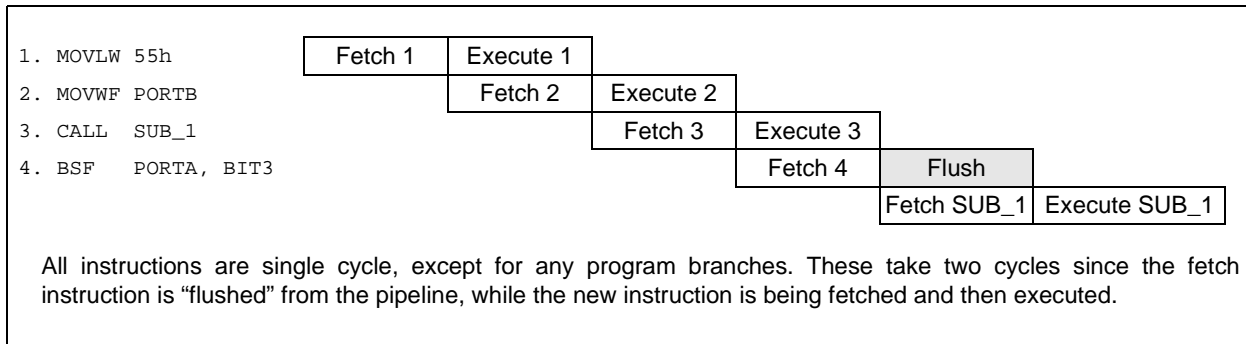 1. MOVLW 55h Fetch 1 Execute 1
2. MOVWF PORTB Fetch 2 Execute 2
3. CALL SUB_1 Fetch 3 Execute 3
4. BSF PORTA, BIT3 Fetch 4 Flush
Fetch SUB_1 Execute SUB_1
All instructions are single cycle, except for any program branches. These take two cycles since the fetch
instruction is “flushed” from the pipeline, while the new instruction is being fetched and then executed.